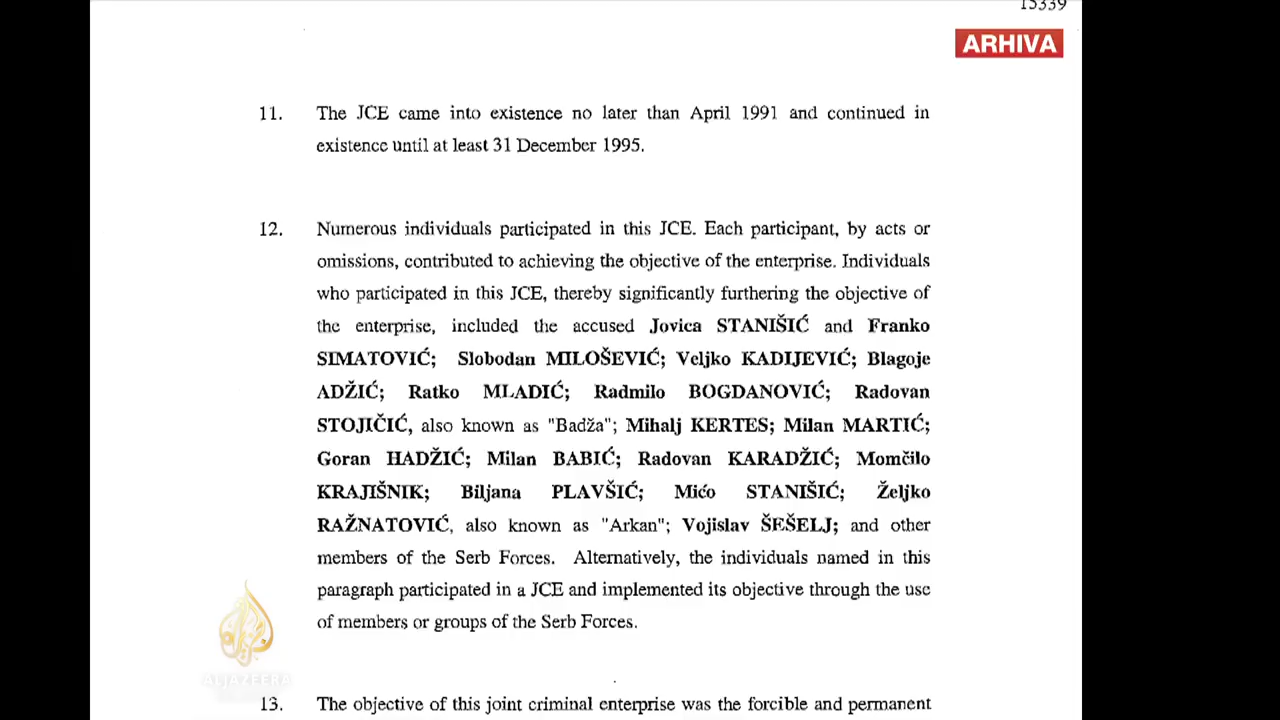 15339
ARHIVA
11. The JCE came into existence no later than April 1991 and continued in
existence until at least 31 December 1995.
12. Numerous individuals participated in this JCE. Each participant, by acts or
omissions, contributed to achieving the objective of the enterprise. Individuals
who participated in this JCE, thereby significantly furthering the objective of
the enterprise, included the accused Jovica STANIŠIĆ and Franko
SIMATOVIĆ; Slobodan MILOŠEVIĆ; Veljko KADIJEVIĆ; Blagoje
ADŽIĆ; Ratko MLADIĆ; Radmilo BOGDANOVIĆ; Radovan
STOJIČIĆ, also known as "Badža"; Mihalj KERTES; Milan MARTIĆ;
Goran HADŽIĆ; Milan BABIĆ; Radovan KARADŽIĆ; Momčilo
KRAJIŠNIK; Biljana PLAVŠIĆ; Mićo STANIŠIĆ; Željko
RAŽNATOVIĆ, also known as "Arkan"; Vojislav ŠEŠELJ; and other
members of the Serb Forces. Alternatively, the individuals named in this
paragraph participated in a JCE and implemented its objective through the use
of members or groups of the Serb Forces.
ALJAZEERA
13. The objective of this joint criminal enterprise was the forcible and permanent